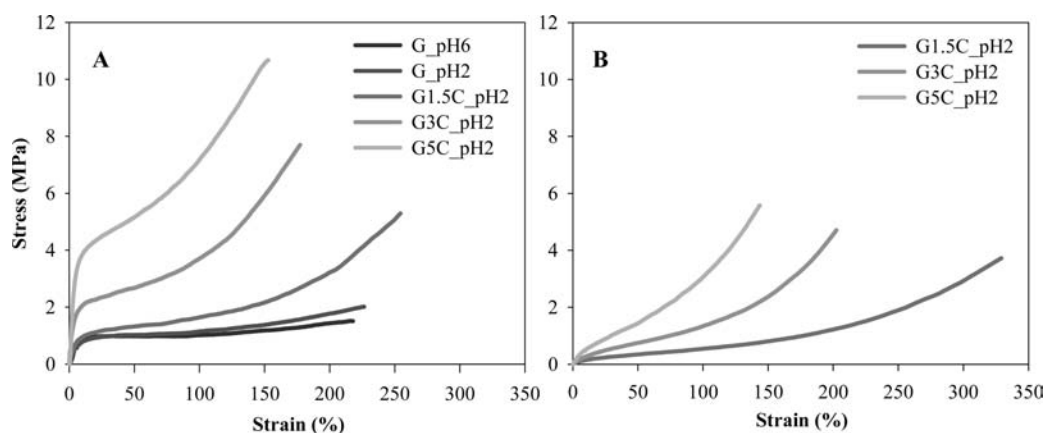 12
10
8
6
4
2
0
Stress (MPa)
A
G_pH6
G_pH2
G1.5C_pH2
G3C_pH2
G5C_pH2
0 50 100 150 200 250 300 350
Strain (%)
12
10
8
6
4
2
0
B
G1.5C_pH2
G3C_pH2
G5C_pH2
0 50 100 150 200 250 300 350
Strain (%)